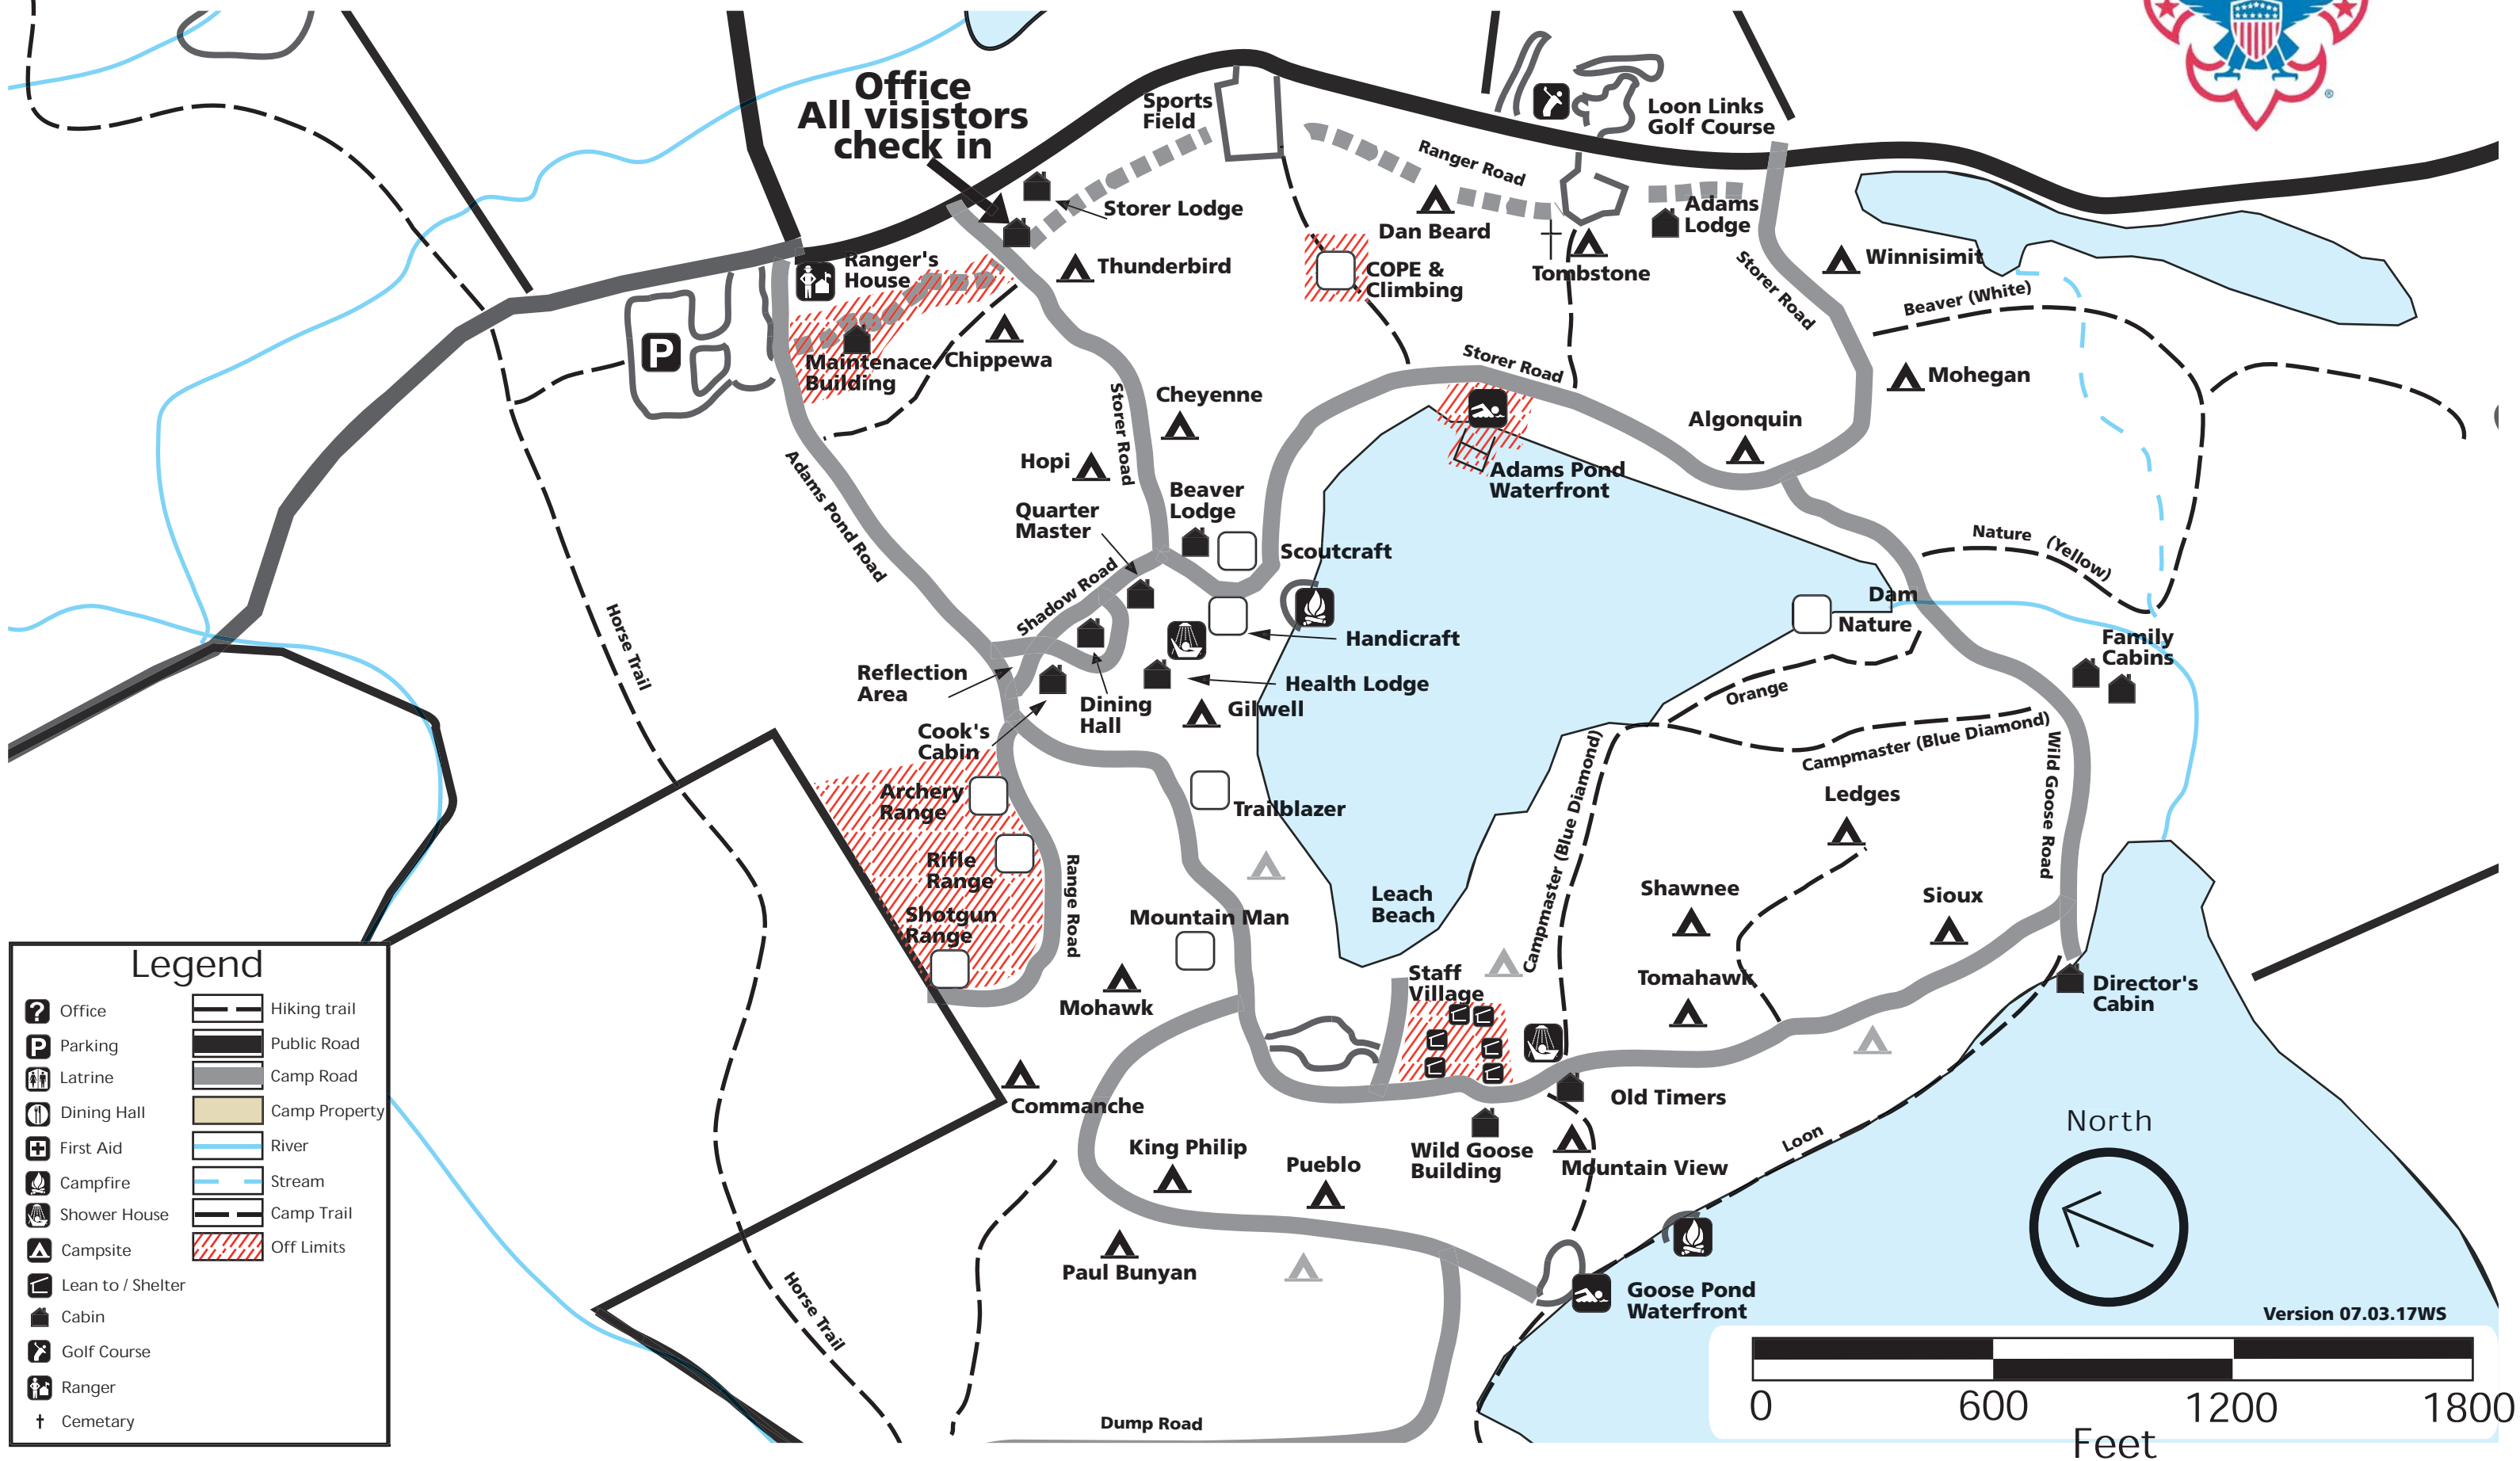 Office
All visistors
check in
Sports
Field
Loon Links
Golf Course
Ranger Road
Storer Lodge
Adams
Lodge
Dan Beard
Tombstone
Thunderbird
Ranger's
House
COPE &
Climbing
Winnisimit
Storer Road
Beaver (White)
P
Maintenace
Building
Chippewa
Storer Road
Mohegan
Cheyenne
Storer Road
Algonquin
Hopi
Adams Pond
Waterfront
Adams Pond Road
Beaver
Lodge
Quarter
Master
Scoutcraft
Nature (Yellow)
Shadow Road
Dam
Nature
Handicraft
Family
Cabins
Horse Trail
Reflection
Area
Health Lodge
Orange
Dining
Hall
Gilwell
Cook's
Cabin
Campmaster (Blue Diamond)
Wild Goose Road
Archery
Range
Trailblazer
Ledges
Campmaster (Blue Diamond)
Rifle
Range
Range Road
Leach
Beach
Shawnee
Sioux
Shotgun
Range
Mountain Man
Staff
Village
Tomahawk
Director's
Cabin
Mohawk
Old Timers
Commanche
King Philip
Pueblo
Wild Goose
Building
Mountain View
Loon
Paul Bunyan
Goose Pond
Waterfront
Horse Trail
Dump Road
Legend
? Office
P Parking
Latrine
Dining Hall
First Aid
Campfire
Shower House
Campsite
Lean to / Shelter
Cabin
Golf Course
Ranger
Cemetary
Hiking trail
Public Road
Camp Road
Camp Property
River
Stream
Camp Trail
Off Limits
North
Version 07.03.17WS
0 600 1200 1800
Feet
®